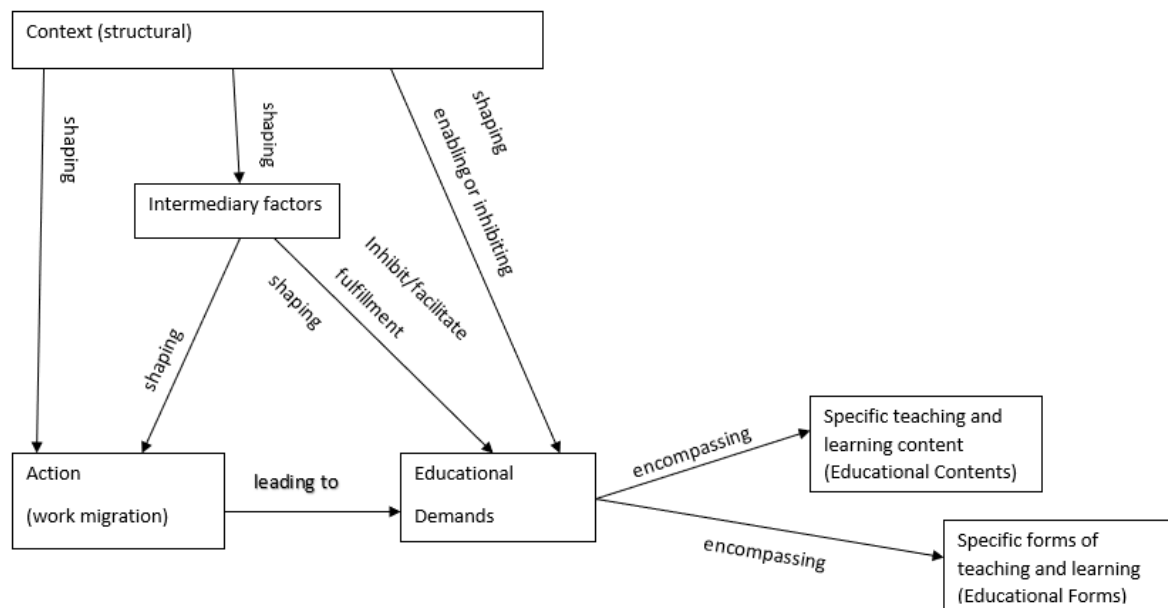 Context (structural)
shaping
shaping
shaping
enabling or inhibiting
Intermediary factors
Inhibit/facilitate
fulfillment
shaping
shaping
Action
(work migration)
leading to
Educational
Demands
encompassing
Specific teaching and
learning content
(Educational Contents)
encompassing
Specific forms of
teaching and learning
(Educational Forms)